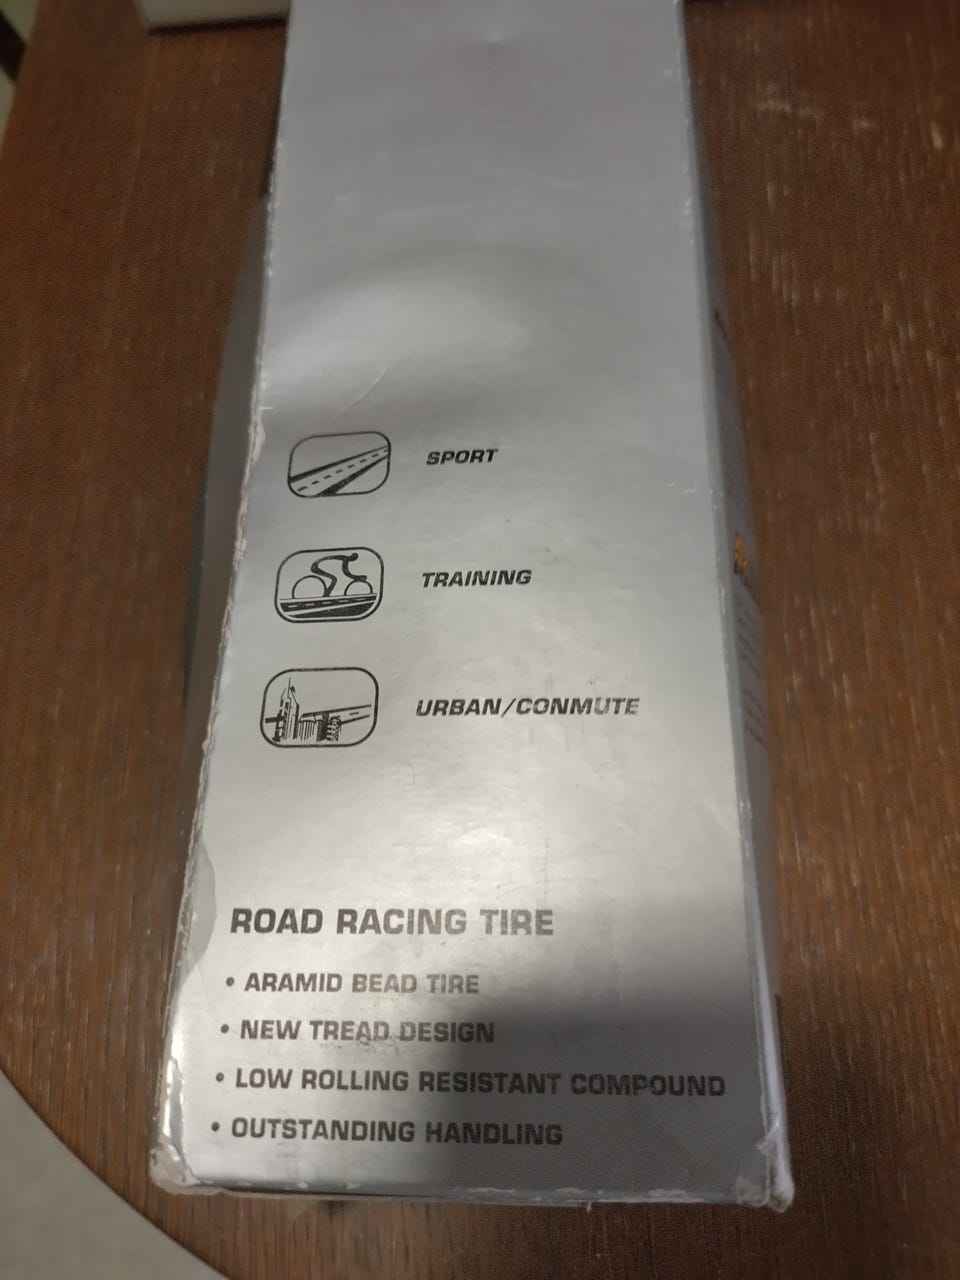 SPORT
TRAINING
URBAN/CONMUTE
ROAD RACING TIRE
• ARAMID BEAD TIRE
• NEW TREAD DESIGN
• LOW ROLLING RESISTANT COMPOUND
• OUTSTANDING HANDLING